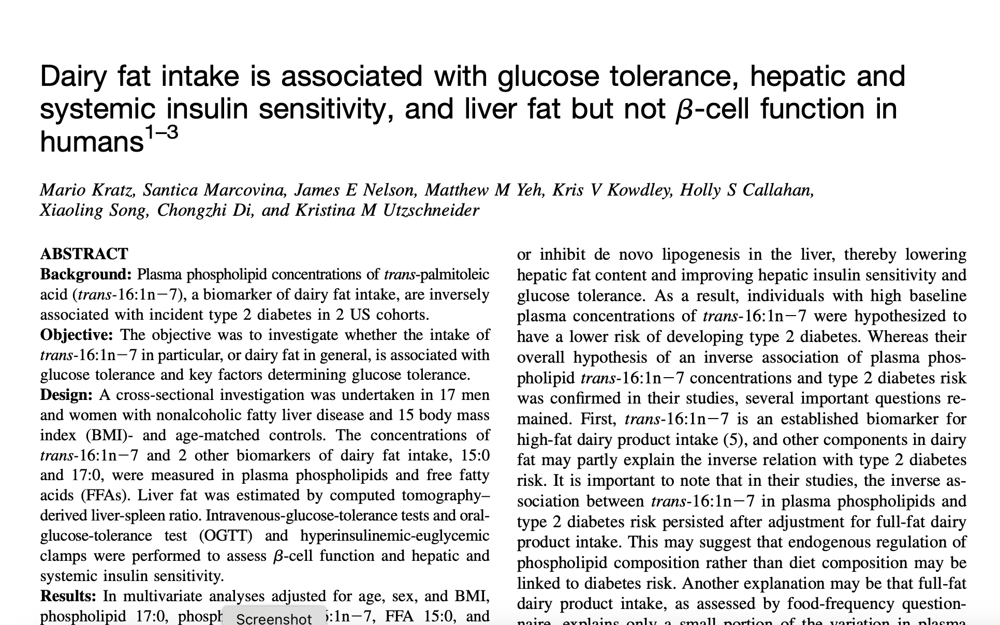 Dairy fat intake is associated with glucose tolerance, hepatic and
systemic insulin sensitivity, and liver fat but not β-cell function in
humans1–3
Mario Kratz, Santica Marcovina, James E Nelson, Matthew M Yeh, Kris V Kowdley, Holly S Callahan,
Xiaoling Song, Chongzhi Di, and Kristina M Utzschneider
ABSTRACT
Background: Plasma phospholipid concentrations of trans-palmitoleic
acid (trans-16:1n−7), a biomarker of dairy fat intake, are inversely
associated with incident type 2 diabetes in 2 US cohorts.
Objective: The objective was to investigate whether the intake of
trans-16:1n−7 in particular, or dairy fat in general, is associated with
glucose tolerance and key factors determining glucose tolerance.
Design: A cross-sectional investigation was undertaken in 17 men
and women with nonalcoholic fatty liver disease and 15 body mass
index (BMI)- and age-matched controls. The concentrations of
trans-16:1n−7 and 2 other biomarkers of dairy fat intake, 15:0
and 17:0, were measured in plasma phospholipids and free fatty
acids (FFAs). Liver fat was estimated by computed tomography–
derived liver-spleen ratio. Intravenous-glucose-tolerance tests and oral-
glucose-tolerance test (OGTT) and hyperinsulinemic-euglycemic
clamps were performed to assess β-cell function and hepatic and
systemic insulin sensitivity.
Results: In multivariate analyses adjusted for age, sex, and BMI,
phospholipid 17:0, phosph :1n−7, FFA 15:0, and
Screenshot
or inhibit de novo lipogenesis in the liver, thereby lowering
hepatic fat content and improving hepatic insulin sensitivity and
glucose tolerance. As a result, individuals with high baseline
plasma concentrations of trans-16:1n−7 were hypothesized to
have a lower risk of developing type 2 diabetes. Whereas their
overall hypothesis of an inverse association of plasma phos-
pholipid trans-16:1n−7 concentrations and type 2 diabetes risk
was confirmed in their studies, several important questions re-
mained. First, trans-16:1n−7 is an established biomarker for
high-fat dairy product intake (5), and other components in dairy
fat may partly explain the inverse relation with type 2 diabetes
risk. It is important to note that in their studies, the inverse as-
sociation between trans-16:1n−7 in plasma phospholipids and
type 2 diabetes risk persisted after adjustment for full-fat dairy
product intake. This may suggest that endogenous regulation of
phospholipid composition rather than diet composition may be
linked to diabetes risk. Another explanation may be that full-fat
dairy product intake, as assessed by food-frequency question-
naire, explains only a small portion of the variation in plasma